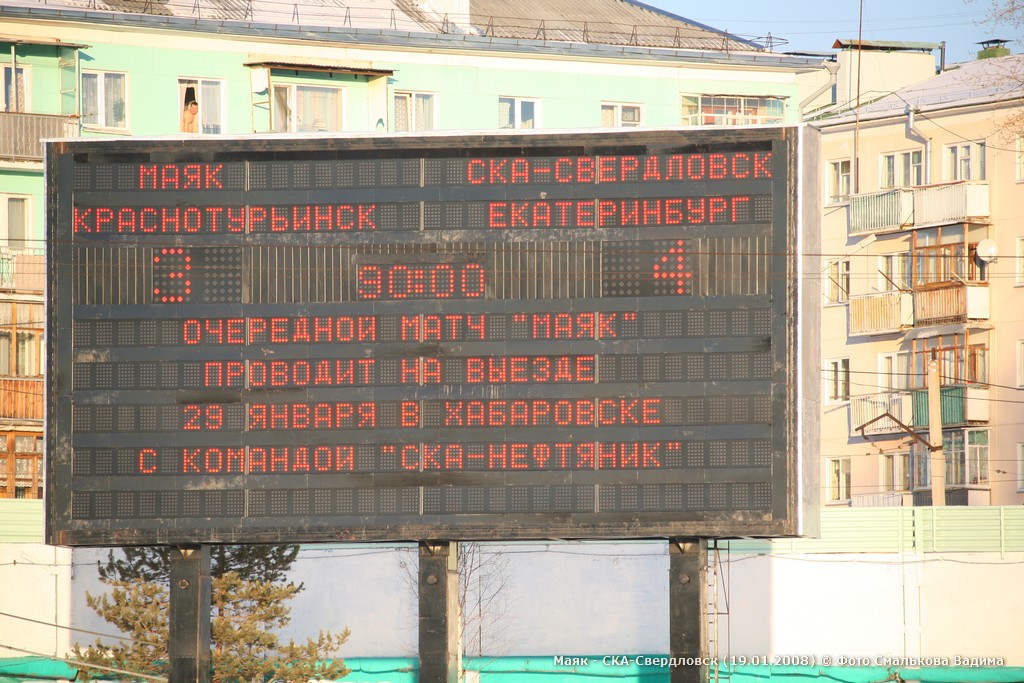 МАЯК СКА-СВЕРДЛОВСК
КРАСНОТУРЬИНСК ЕКАТЕРИНБУРГ
3 90:00 4
ОЧЕРЕДНОЙ МАТЧ "МАЯК"
ПРОВОДИТ НА ВЫЕЗДЕ
29 ЯНВАРЯ В ХАБАРОВСКЕ
С КОМАНДОЙ "СКА-НЕФТЯНИК"
Маяк - СКА-Свердловск (19.01.2008) © Фото Смалькова Вадима